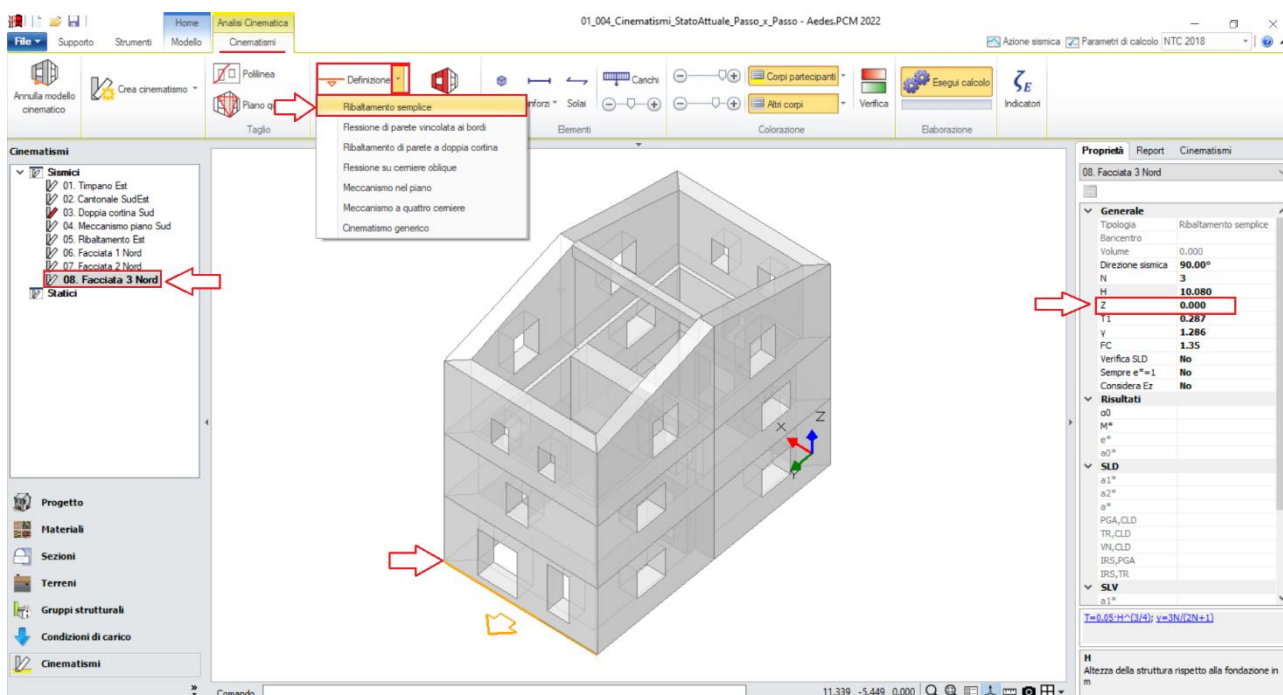 01_004_Cinematismi_StatoAttuale_Passo_x_Passo - Aedes.PCM 2022
Home
Analisi Cinematica
File
Supporto
Strumenti
Modello
Cinematismi
Azione sismica
Parametri di calcolo
NTC 2018
Annulla modello
cinematico
Crea cinematismo
Polilinea
Taglio
Definizione
Ribaltamento semplice
Flessione di parete vincolata ai bordi
Ribaltamento di parete a doppia cortina
Flessione su cerniere oblique
Meccanismo nel piano
Meccanismo a quattro cerniere
Cinematismo generico
Solai
Carichi
Elementi
Corpi partecipanti
Altri corpi
Verifica
Colorazione
Esegui calcolo
Elaborazione
ζE
Indicatori
Cinematismi
Sismici
01. Timpano Est
02. Cantonale SudEst
03. Doppia cortina Sud
04. Meccanismo piano Sud
05. Ribaltamento Est
06. Facciata 1 Nord
07. Facciata 2 Nord
08. Facciata 3 Nord
Statici
Progetto
Materiali
Sezioni
Terreni
Gruppi strutturali
Condizioni di carico
Cinematismi
X
Z
Y
Comando
11.339 -5.449 0.000
Proprietà Report Cinematismi
08. Facciata 3 Nord
Generale
Tipologia Ribaltamento semplice
Baricentro
Volume 0.000
Direzione sismica 90.00°
N 3
H 10.080
Z 0.000
T1 0.287
γ 1.286
FC 1.35
Verifica SLD No
Sempre e*=1 No
Considera Ez No
Risultati
α0
M*
e*
a0*
SLD
a1*
a2*
a*
PGA,CLD
TR,CLD
VN,CLD
IRS,PGA
IRS,TR
SLV
a1*
T=0.05·H^(3/4); γ=3N/(2N+1)
H
Altezza della struttura rispetto alla fondazione in
m